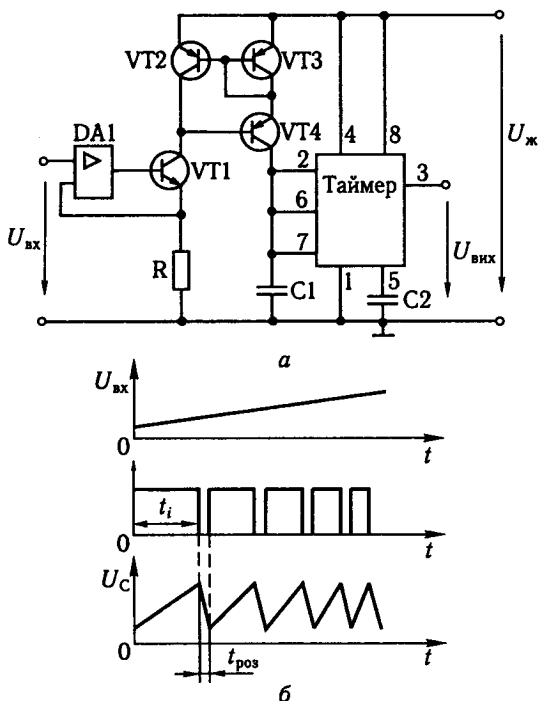 VT2
VT3
DA1
VT4
4
8
U_ж
VT1
2
Таймер
3
U_вх
6
7
U_вих
R
1
5
C1
C2
а
U_вх
0
t
t_i
0
t
U_C
0
t_роз
t
б